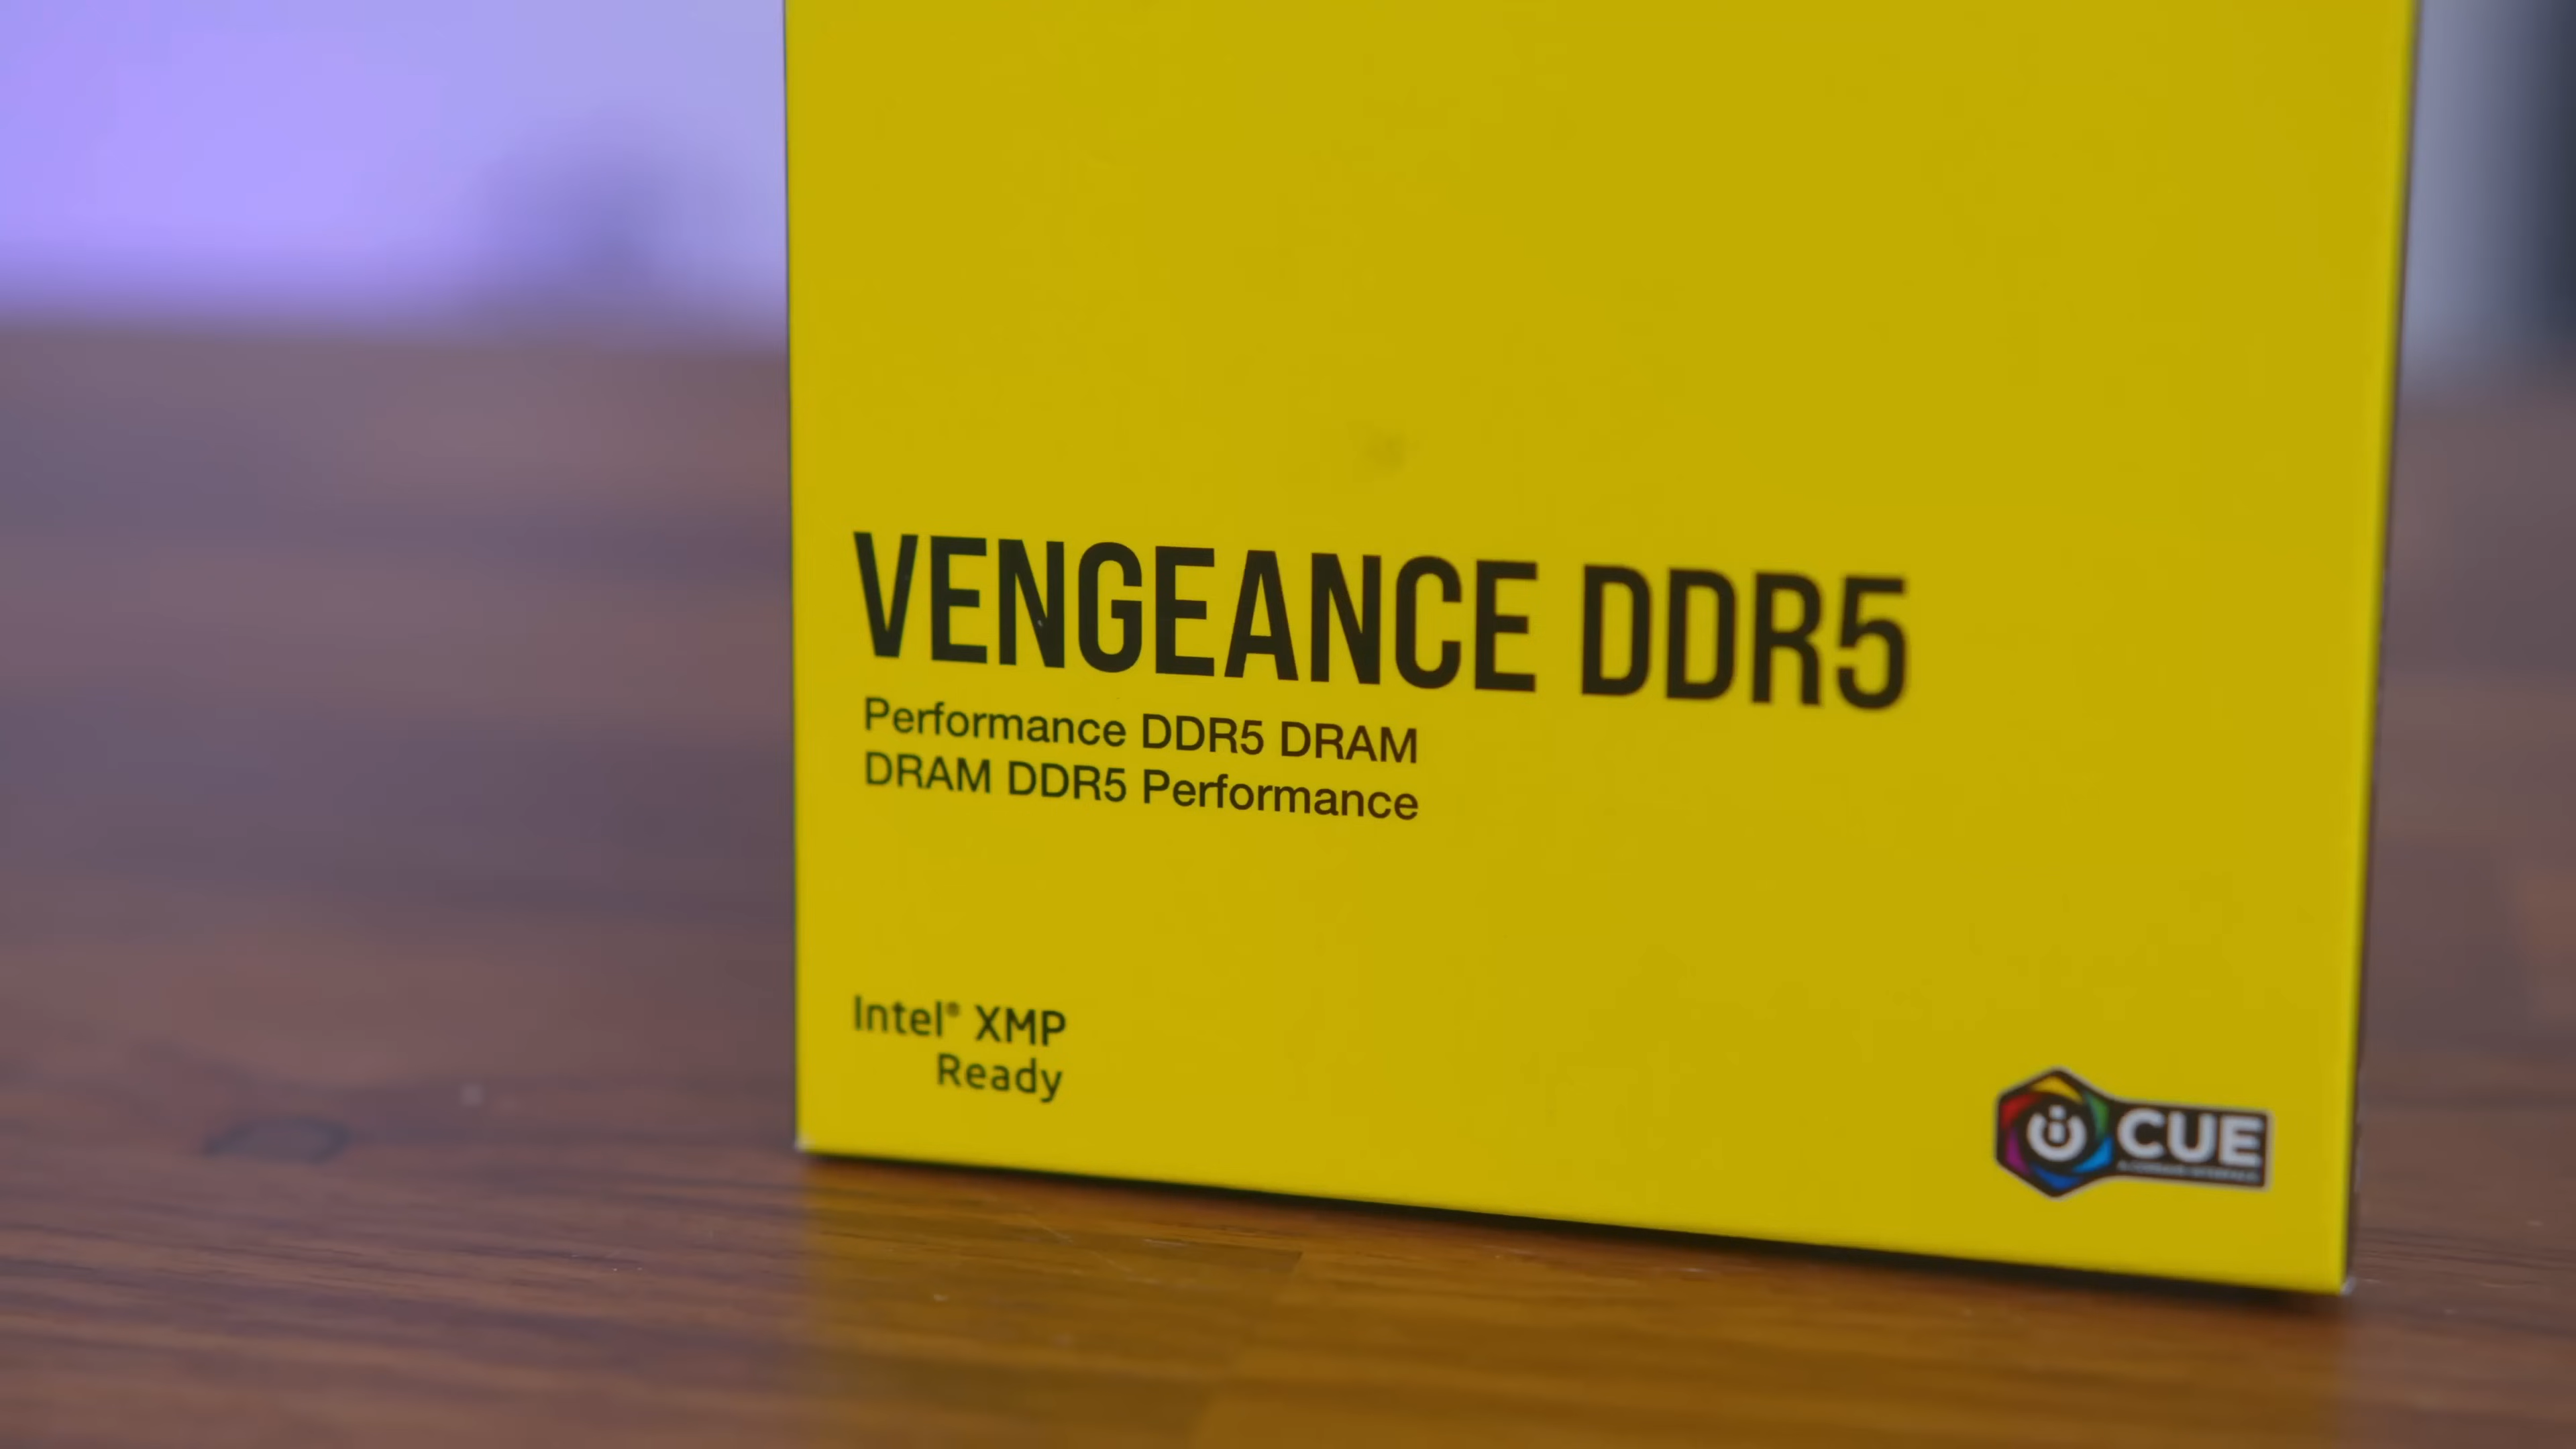 VENGEANCE DDR5
Performance DDR5 DRAM
DRAM DDR5 Performance
Intel® XMP
Ready
CUE